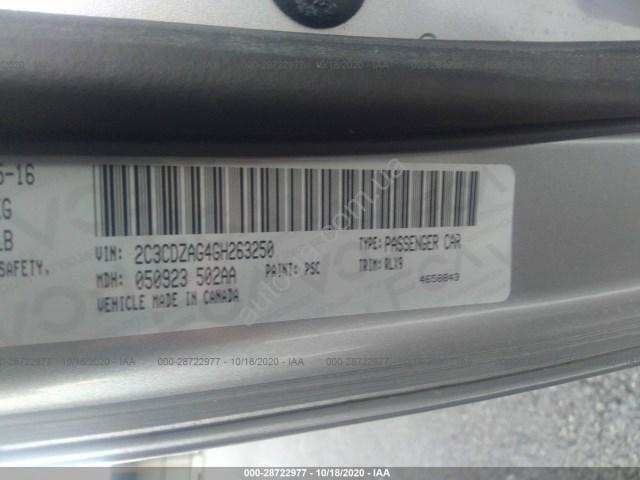 000-28722977 - 10/18/2020 - IAA
5-16
KG
LB
SAFETY.
VIN: 2C3CDZAG4GH263250
TYPE: PASSENGER CAR
MDH: 050923 502AA
PAINT: PSC
TRIM: RLX9
VEHICLE MADE IN CANADA
4658843
000-28722977 - 10/18/2020 - IAA
000-28722977 - 10/18/2020 - IAA
000-28722977 - 10/18/2020 - IAA